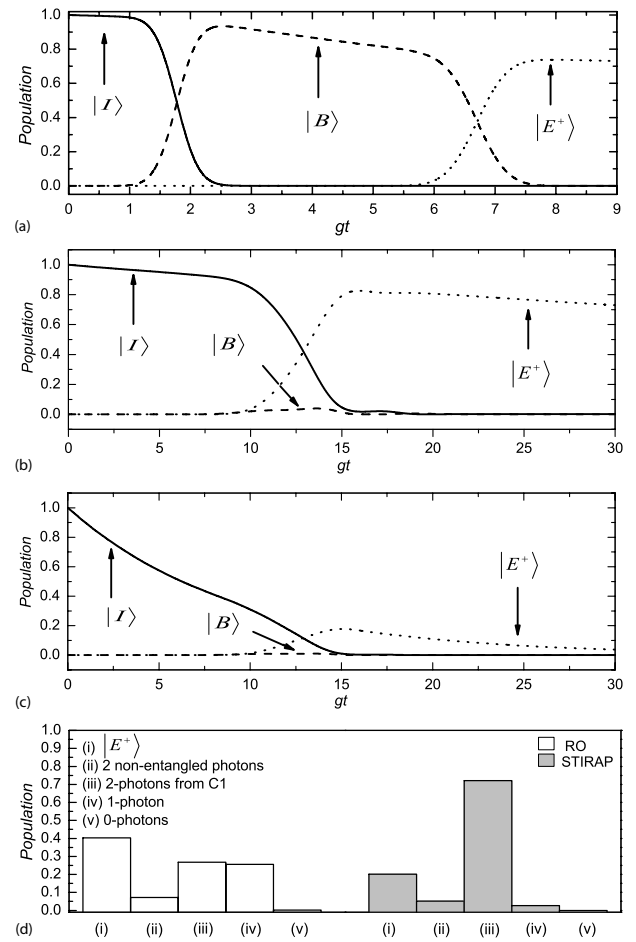 1.0
0.8
0.6
0.4
0.2
0.0
Population
|I⟩
|B⟩
|E⁺⟩
0 1 2 3 4 5 6 7 8 9
(a)
gt
1.0
0.8
0.6
0.4
0.2
0.0
Population
|I⟩
|B⟩
|E⁺⟩
0 5 10 15 20 25 30
(b)
gt
1.0
0.8
0.6
0.4
0.2
0.0
Population
|I⟩
|B⟩
|E⁺⟩
0 5 10 15 20 25 30
(c)
gt
1.0
0.9
0.8
0.7
0.6
0.5
0.4
0.3
0.2
0.1
0.0
Population
(i) |E⁺⟩
(ii) 2 non-entangled photons
(iii) 2-photons from C1
(iv) 1-photon
(v) 0-photons
RO
STIRAP
(d) (i) (ii) (iii) (iv) (v) (i) (ii) (iii) (iv) (v)